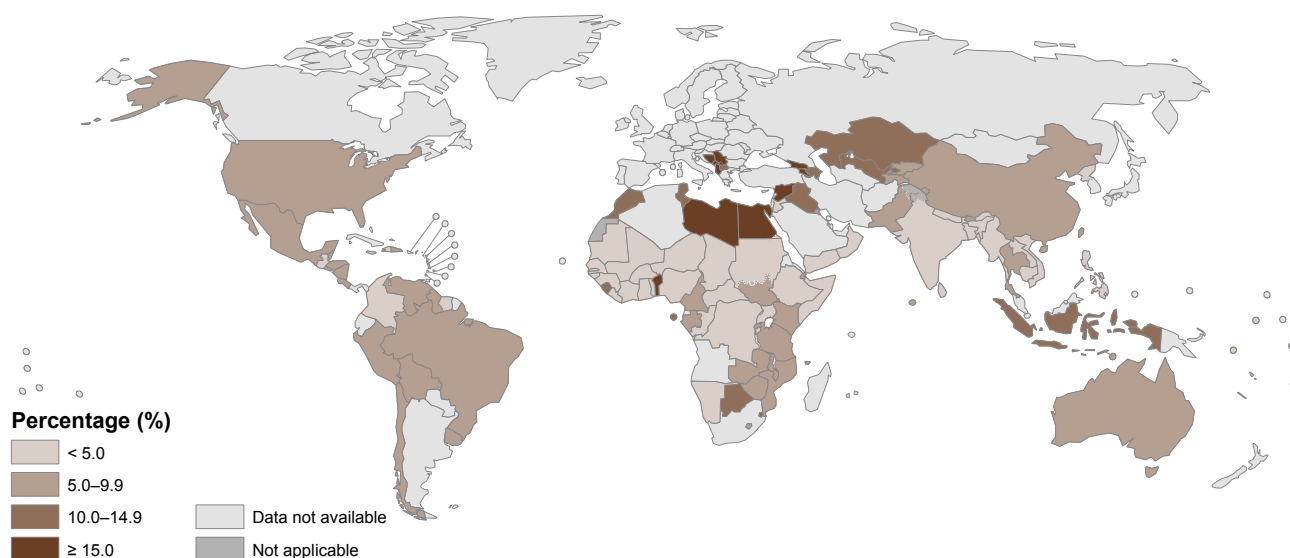 Percentage (%)
< 5.0
5.0–9.9
10.0–14.9
≥ 15.0
Data not available
Not applicable